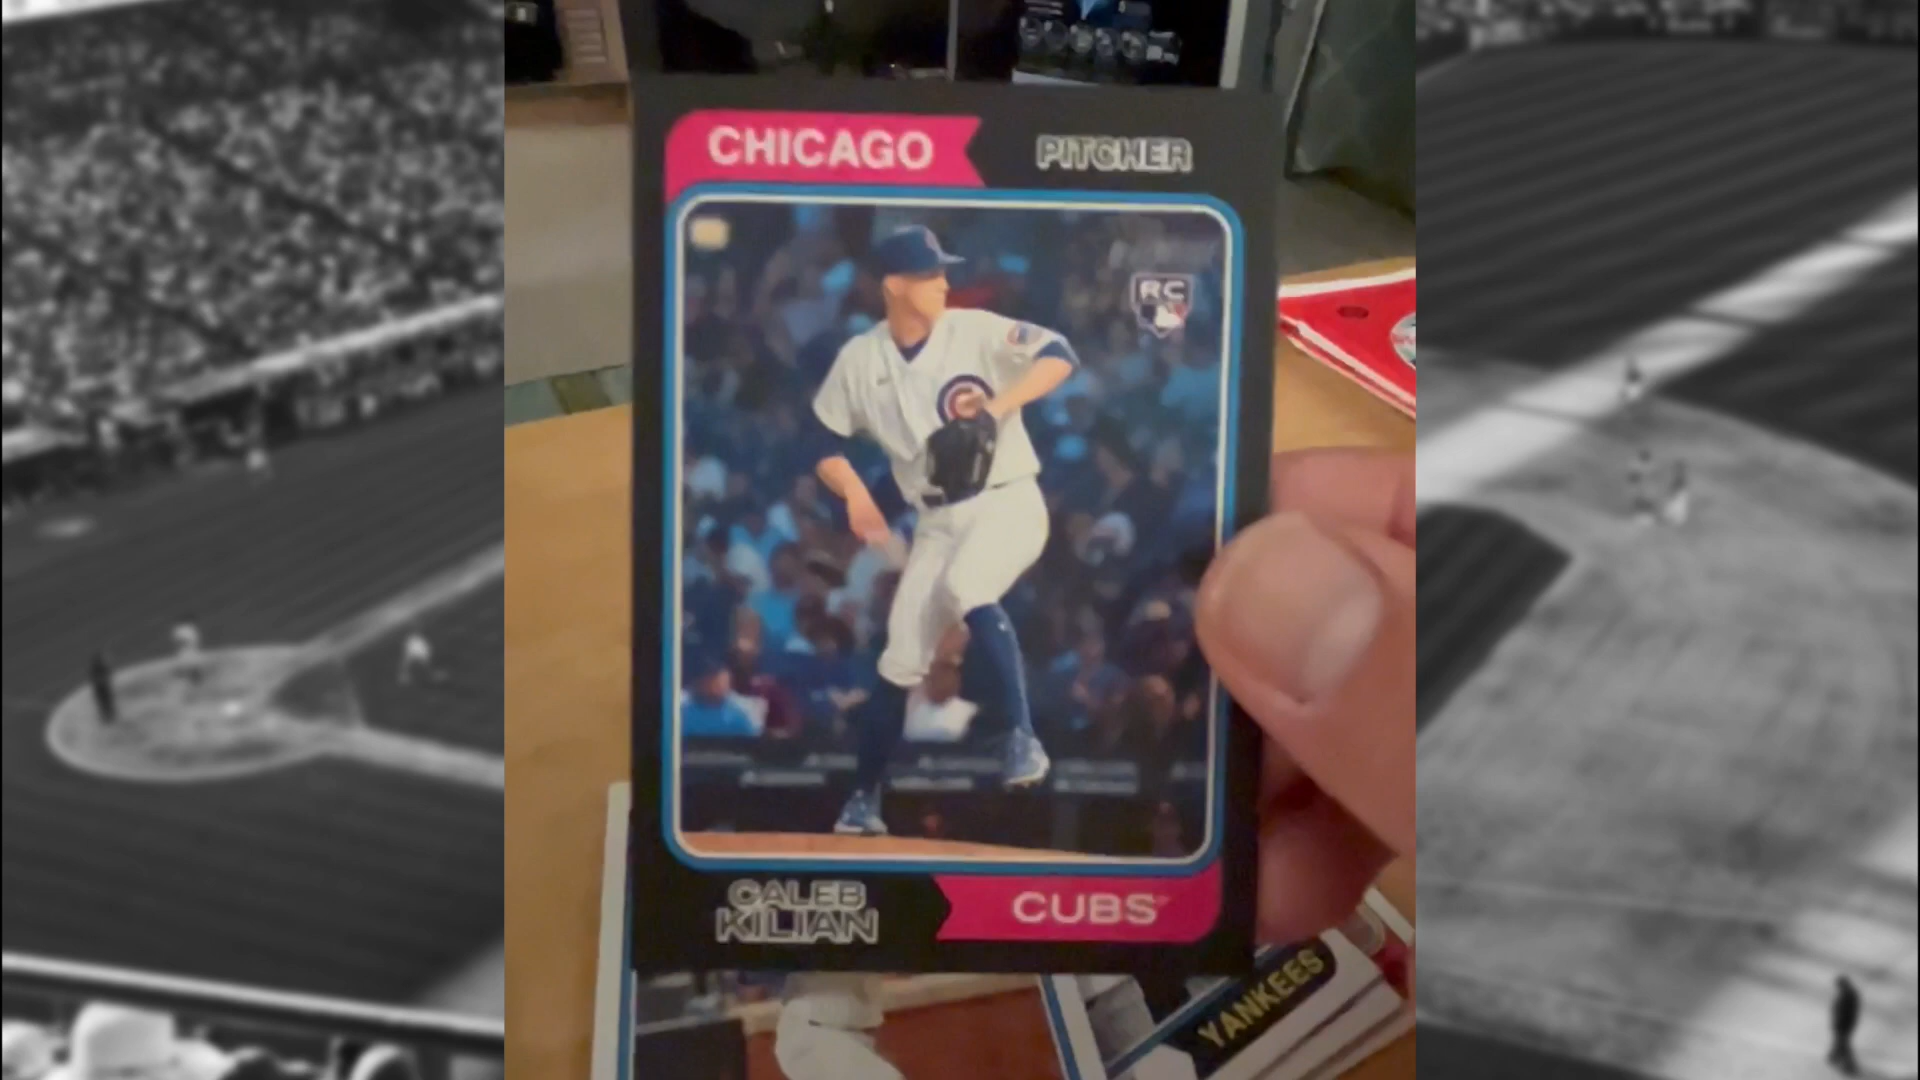 CHICAGO
PITCHER
RC
CALEB
KILIAN
CUBS
YANKEES